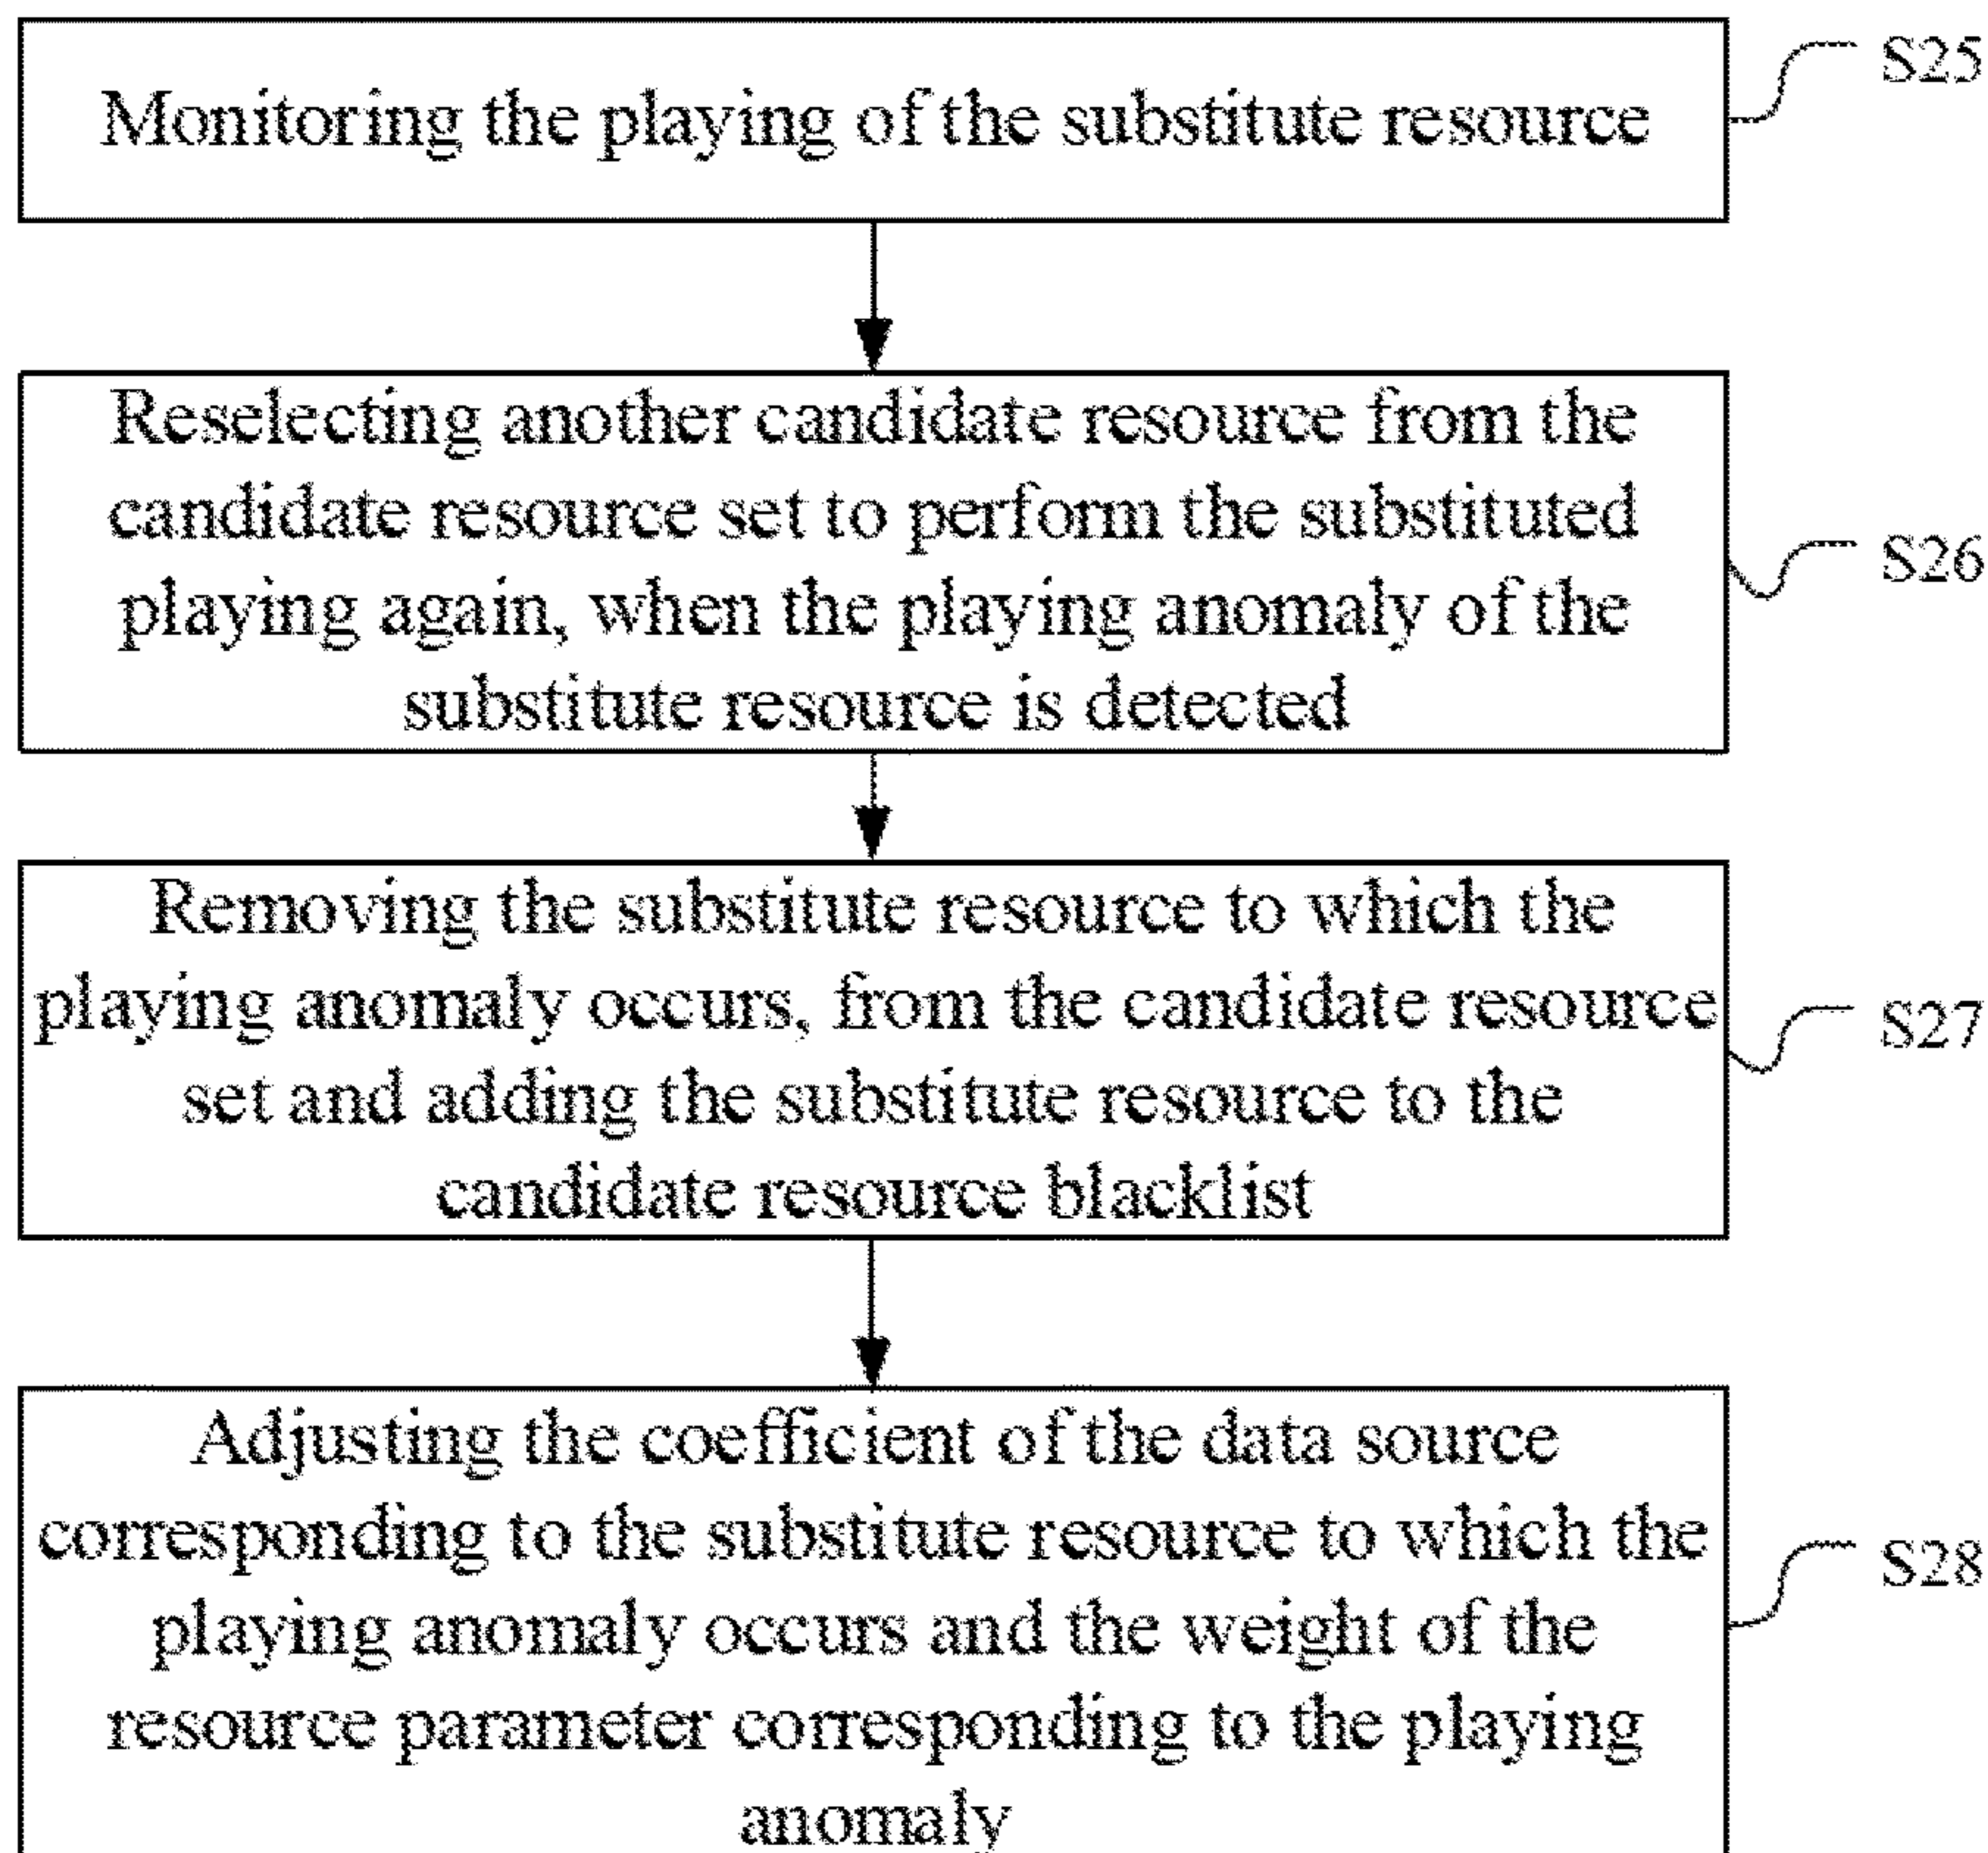 Monitoring the playing of the substitute resource
S25
Reselecting another candidate resource from the
candidate resource set to perform the substituted
playing again, when the playing anomaly of the
substitute resource is detected
S26
Removing the substitute resource to which the
playing anomaly occurs, from the candidate resource
set and adding the substitute resource to the
candidate resource blacklist
S27
Adjusting the coefficient of the data source
corresponding to the substitute resource to which the
playing anomaly occurs and the weight of the
resource parameter corresponding to the playing
anomaly
S28